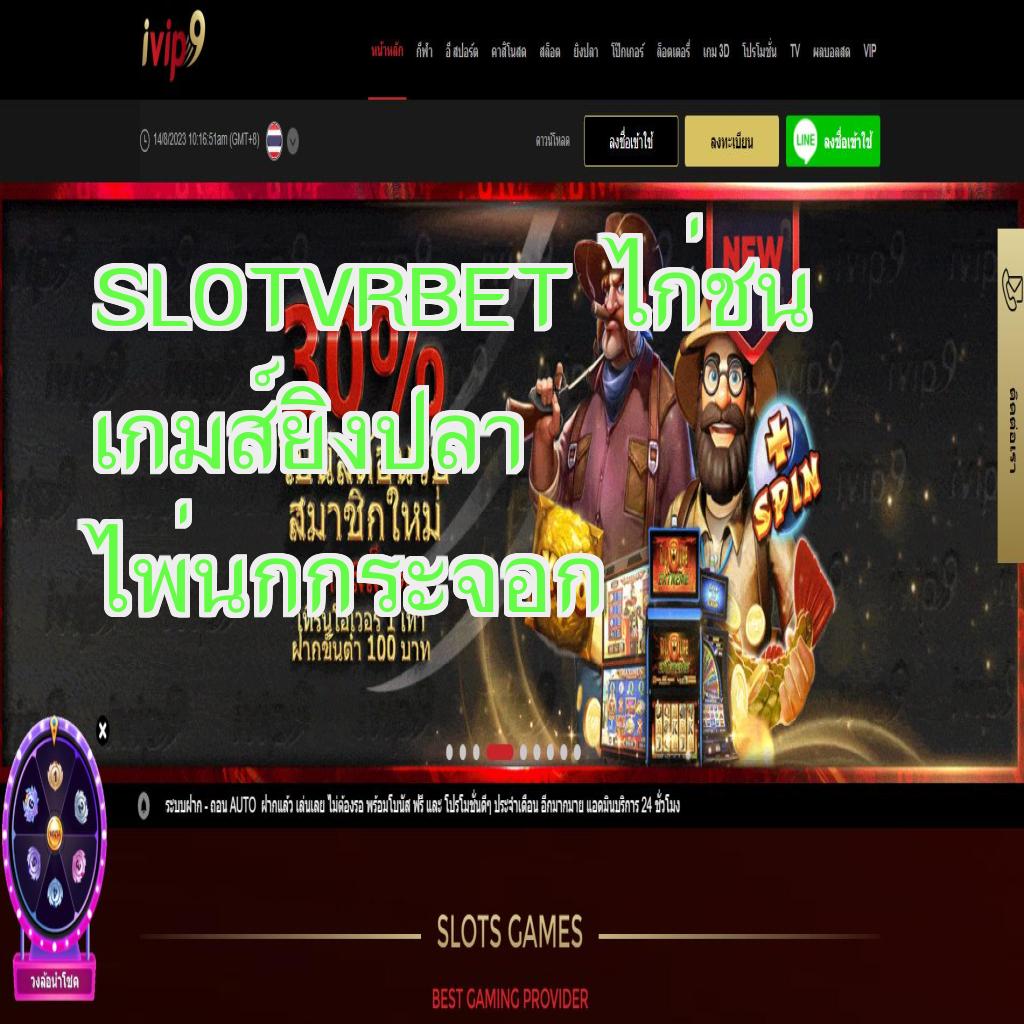 ivip9
หน้าหลัก กีฬา อี สปอร์ต คาสิโนสด สล็อต ยิงปลา โป๊กเกอร์ ล็อตเตอรี่ เกม 3D โปรโมชั่น TV ผลบอลสด VIP
14/8/2023 10:16:51am (GMT+8)
ดาวน์โหลด ลงชื่อเข้าใช้ ลงทะเบียน LINE ลงชื่อเข้าใช้
NEW
SLOTVRBET ไก่ชน
30%
เกมส์ยิงปลา
สมาชิกใหม่
+ SPIN
ไพ่นกกระจอก
ฝากขั้นต่ำ 100 บาท
ติดต่อเรา
X
ระบบฝาก - ถอน AUTO ฝากแล้ว เล่นเลย ไม่ต้องรอ พร้อมโบนัส ฟรี และ โปรโมชั่นดีๆ ประจำเดือน อีกมากมาย แอดมินบริการ 24 ชั่วโมง
วงล้อนำโชค
SLOTS GAMES
BEST GAMING PROVIDER